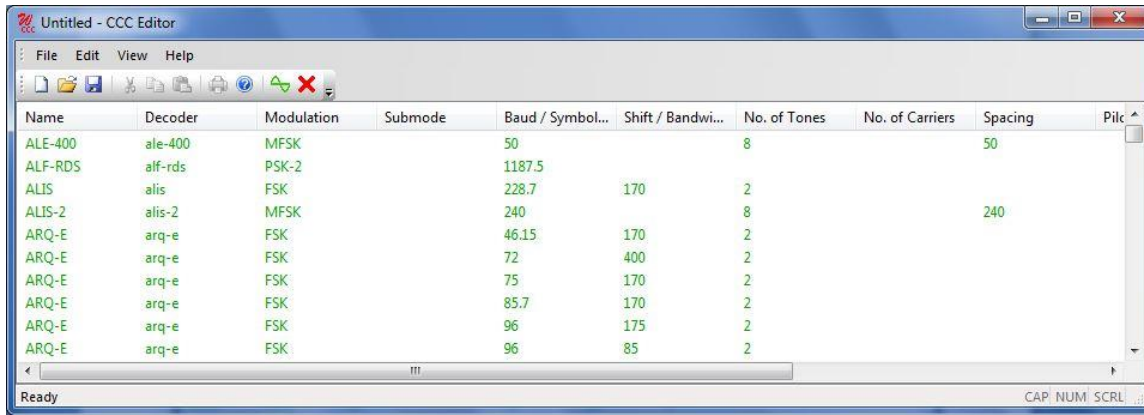 W CCC Untitled - CCC Editor
File Edit View Help
Name Decoder Modulation Submode Baud / Symbol... Shift / Bandwi... No. of Tones No. of Carriers Spacing Pilo
ALE-400 ale-400 MFSK 50 8 50
ALF-RDS alf-rds PSK-2 1187.5
ALIS alis FSK 228.7 170 2
ALIS-2 alis-2 MFSK 240 8 240
ARQ-E arq-e FSK 46.15 170 2
ARQ-E arq-e FSK 72 400 2
ARQ-E arq-e FSK 75 170 2
ARQ-E arq-e FSK 85.7 170 2
ARQ-E arq-e FSK 96 175 2
ARQ-E arq-e FSK 96 85 2
Ready CAP NUM SCRL